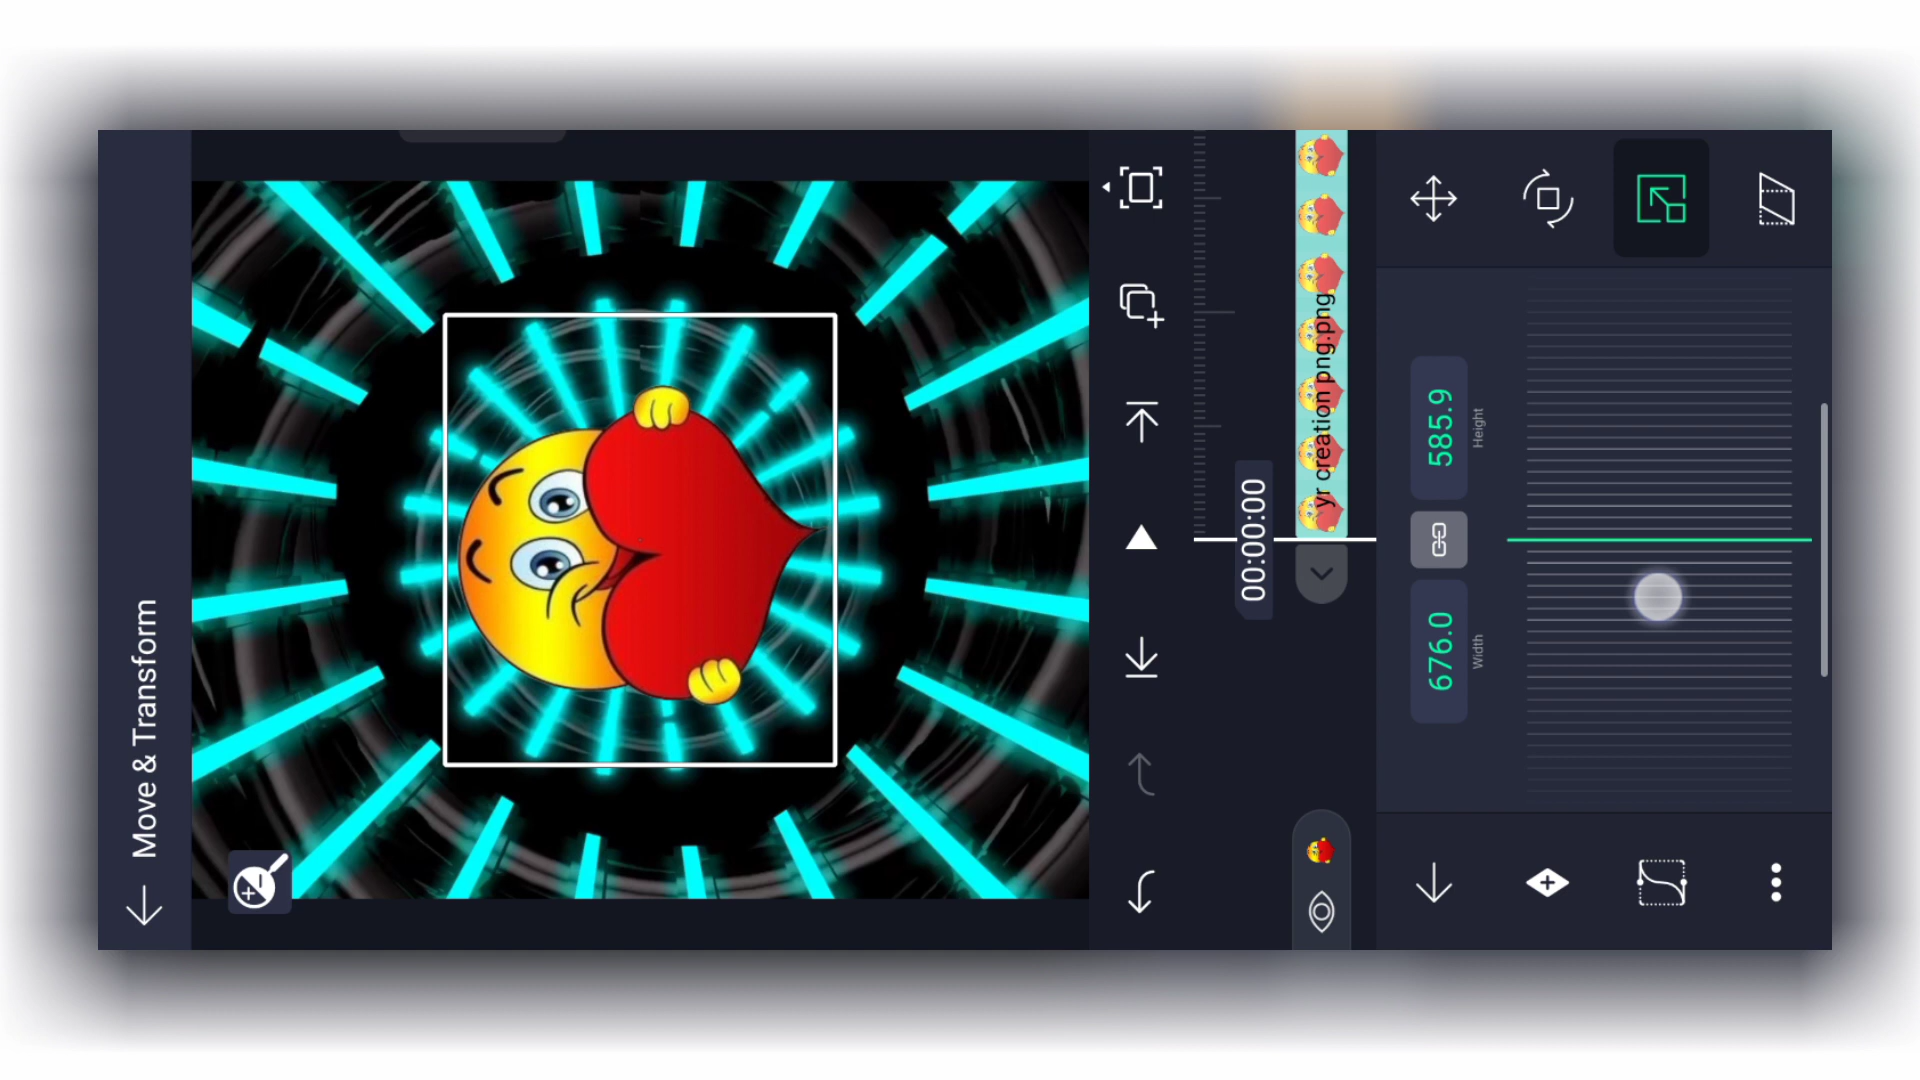 Move & Transform
00:00:00
yr creation png.png
676.0
Width
585.9
Height